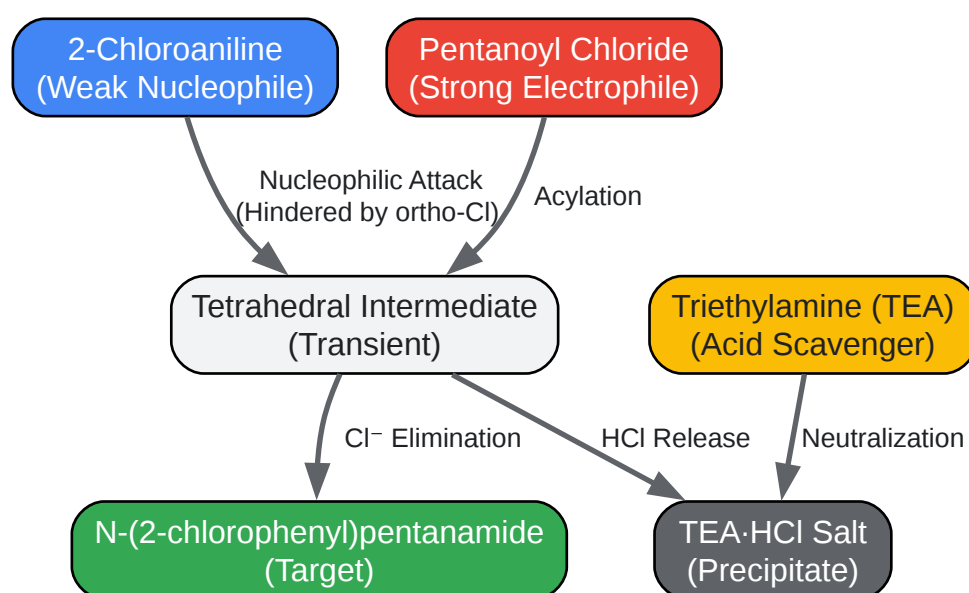 2-Chloroaniline
(Weak Nucleophile)
Pentanoyl Chloride
(Strong Electrophile)
Nucleophilic Attack
(Hindered by ortho-Cl)
Acylation
Tetrahedral Intermediate
(Transient)
Triethylamine (TEA)
(Acid Scavenger)
Cl⁻ Elimination
HCl Release
Neutralization
N-(2-chlorophenyl)pentanamide
(Target)
TEA·HCl Salt
(Precipitate)